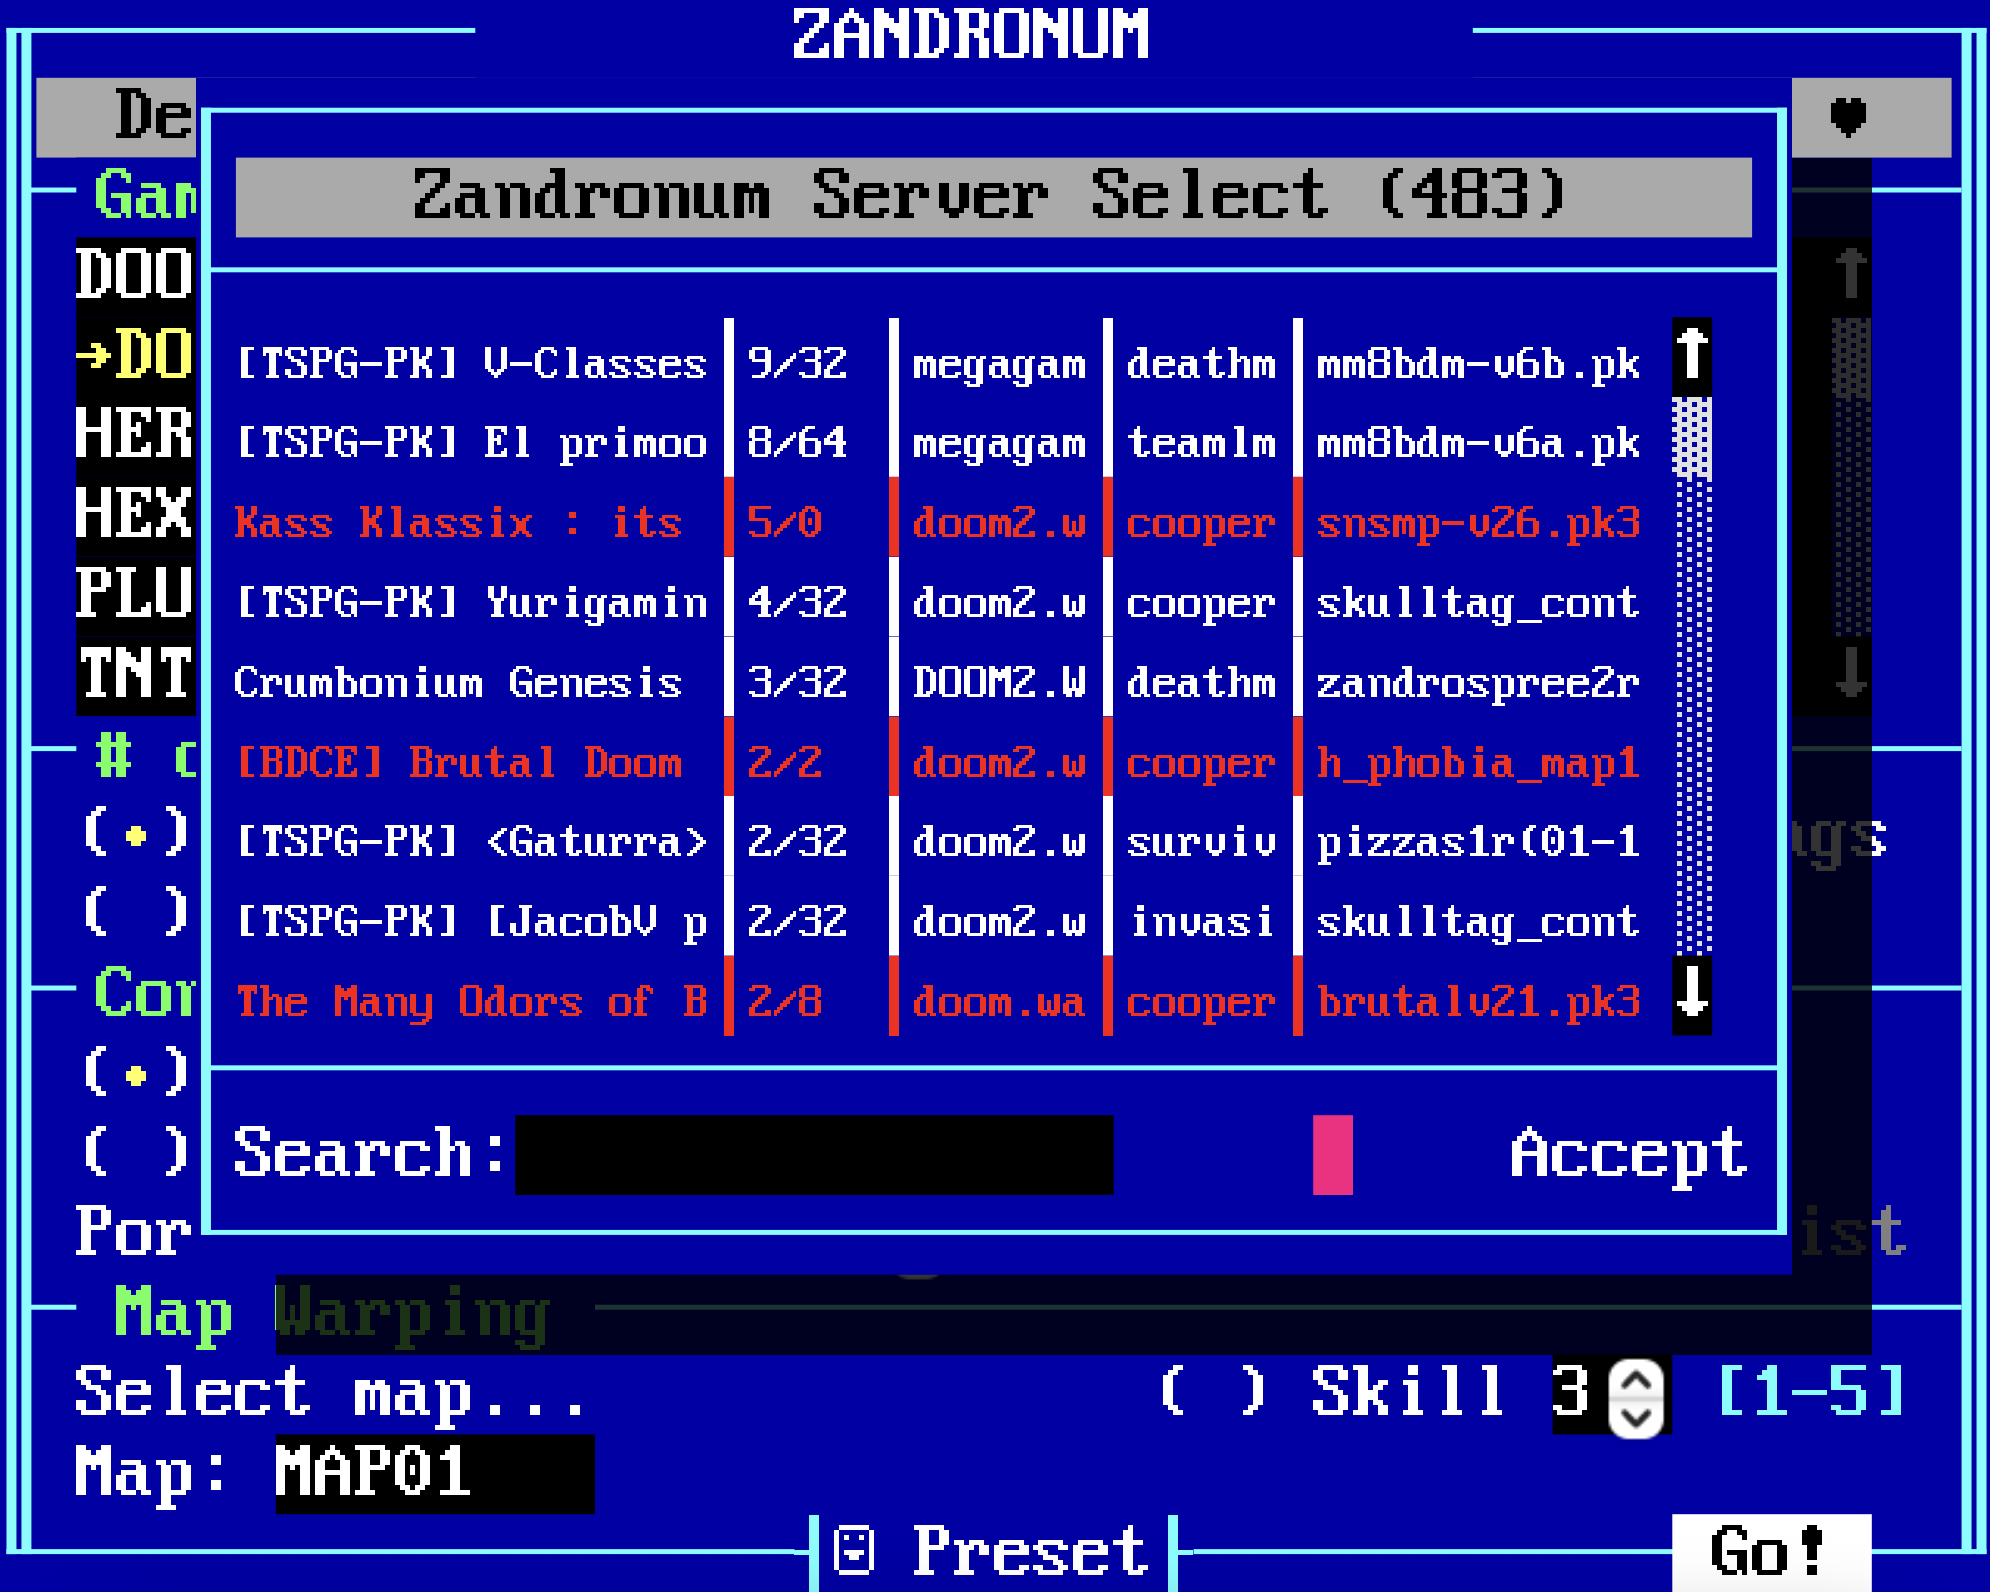 ZANDRONUM
De ♥
Zandronum Server Select (483)
Gam
DOO
→DO
HER
HEX
PLU
TNT
[TSPG-PK] V-Classes 9/32 megagam deathm mm8bdm-v6b.pk
[TSPG-PK] El primoo 8/64 megagam teamlm mm8bdm-v6a.pk
Kass Klassix : its 5/0 doom2.w cooper snsmp-v26.pk3
[TSPG-PK] Yurigamin 4/32 doom2.w cooper skulltag_cont
Crumbonium Genesis 3/32 DOOM2.W deathm zandrospree2r
[BDCE] Brutal Doom 2/2 doom2.w cooper h_phobia_map1
[TSPG-PK] <Gaturra> 2/32 doom2.w surviv pizzas1r(01-1
[TSPG-PK] [JacobV p 2/32 doom2.w invasi skulltag_cont
The Many Odors of B 2/8 doom.wa cooper brutalv21.pk3
#
(•)
( )
ags
Con
(•)
( )
Search: Accept
Por ist
Map Warping
Select map... ( ) Skill 3 [1-5]
Map: MAP01
Preset Go!